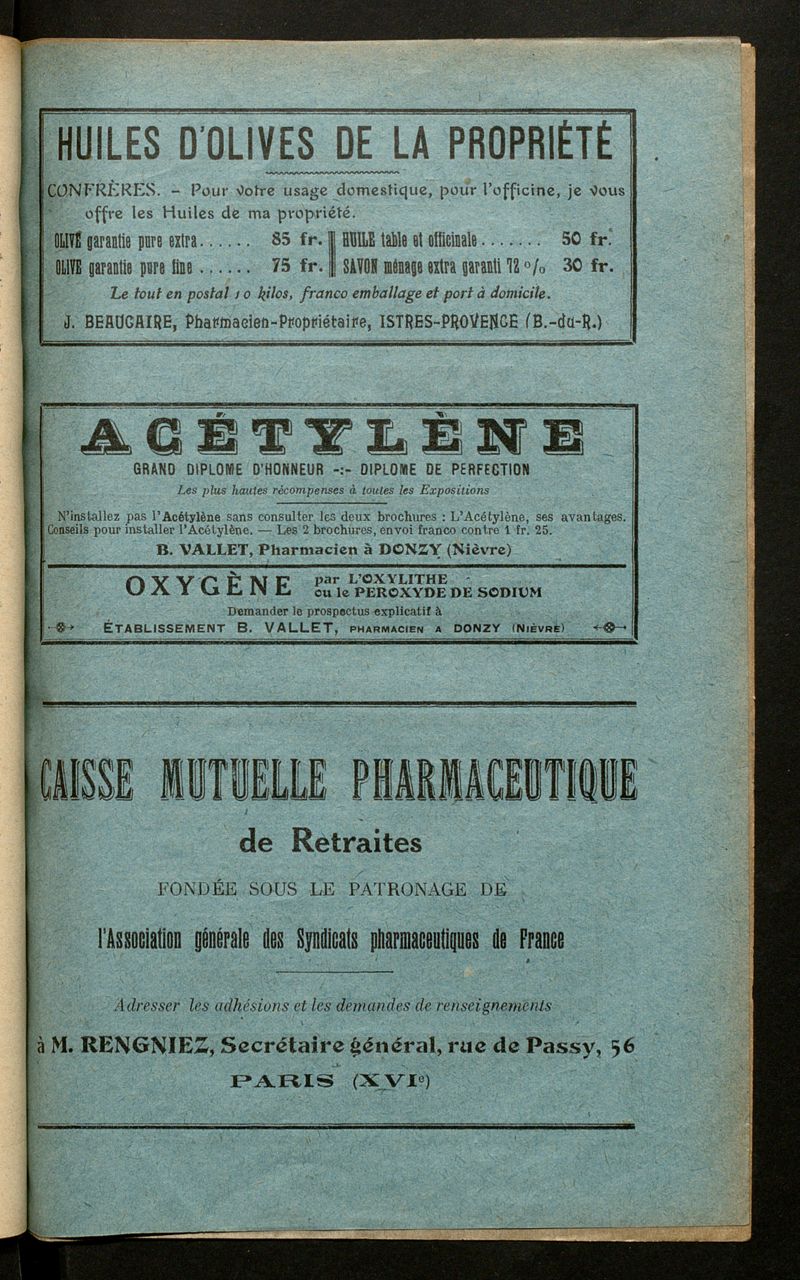 HUILES D'OLIVES DE LA PROPRIÉTÉ
CONFRÈRES. – Pour Votre usage domestique, pour l'officine, je Vous
offre les Huiles de ma propriété.
OLIVE garantie pure extra...... 85 fr. HUILE table et officinale....... 50 fr.
OLIVE garantie pure fine...... 75 fr. SAVON ménage extra garanti 72 o/o 30 fr.
Le tout en postal 10 kilos, franco emballage et port à domicile.
J. BEAUCAIRE, Pharmacien-Propriétaire, ISTRES-PROVENCE (B.-du-R.)
ACÉTYLÈNE
GRAND DIPLOME D'HONNEUR -:- DIPLOME DE PERFECTION
Les plus hautes récompenses à toutes les Expositions
N'installez pas l'Acétylène sans consulter les deux brochures : L'Acétylène, ses avantages.
Conseils pour installer l'Acétylène. — Les 2 brochures, envoi franco contre 1 fr. 25.
B. VALLET, Pharmacien à DONZY (Nièvre)
OXYGÈNE par L'OXYLITHE
ou le PEROXYDE DE SODIUM
Demander le prospectus explicatif à
ÉTABLISSEMENT B. VALLET, PHARMACIEN A DONZY (NIÈVRE)
CAISSE MUTUELLE PHARMACEUTIQUE
de Retraites
FONDÉE SOUS LE PATRONAGE DE
l'Association générale des Syndicats pharmaceutiques de France
Adresser les adhésions et les demandes de renseignements
à M. RENGNIEZ, Secrétaire général, rue de Passy, 56
PARIS (XVIe)